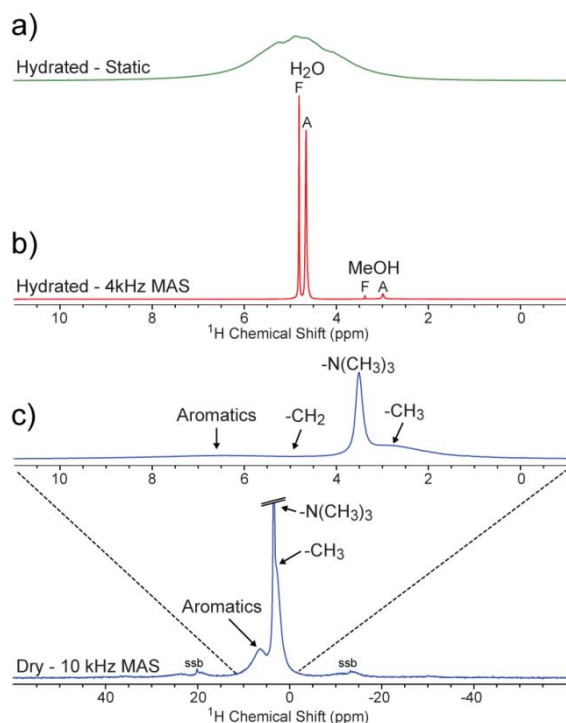 a)
Hydrated - Static
H₂O
F
A
b)
Hydrated - 4kHz MAS
MeOH
F A
10 8 6 4 2 0
¹H Chemical Shift (ppm)
c)
-N(CH₃)₃
Aromatics
-CH₂
-CH₃
10 8 6 4 2 0
-N(CH₃)₃
-CH₃
Aromatics
ssb ssb
Dry - 10 kHz MAS
40 20 0 -20 -40
¹H Chemical Shift (ppm)